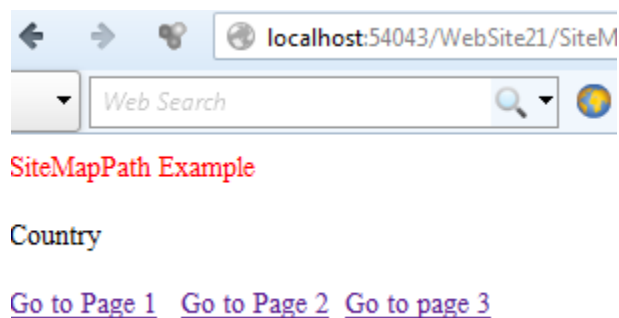 localhost:54043/WebSite21/SiteM
Web Search
SiteMapPath Example
Country
Go to Page 1 Go to Page 2 Go to page 3